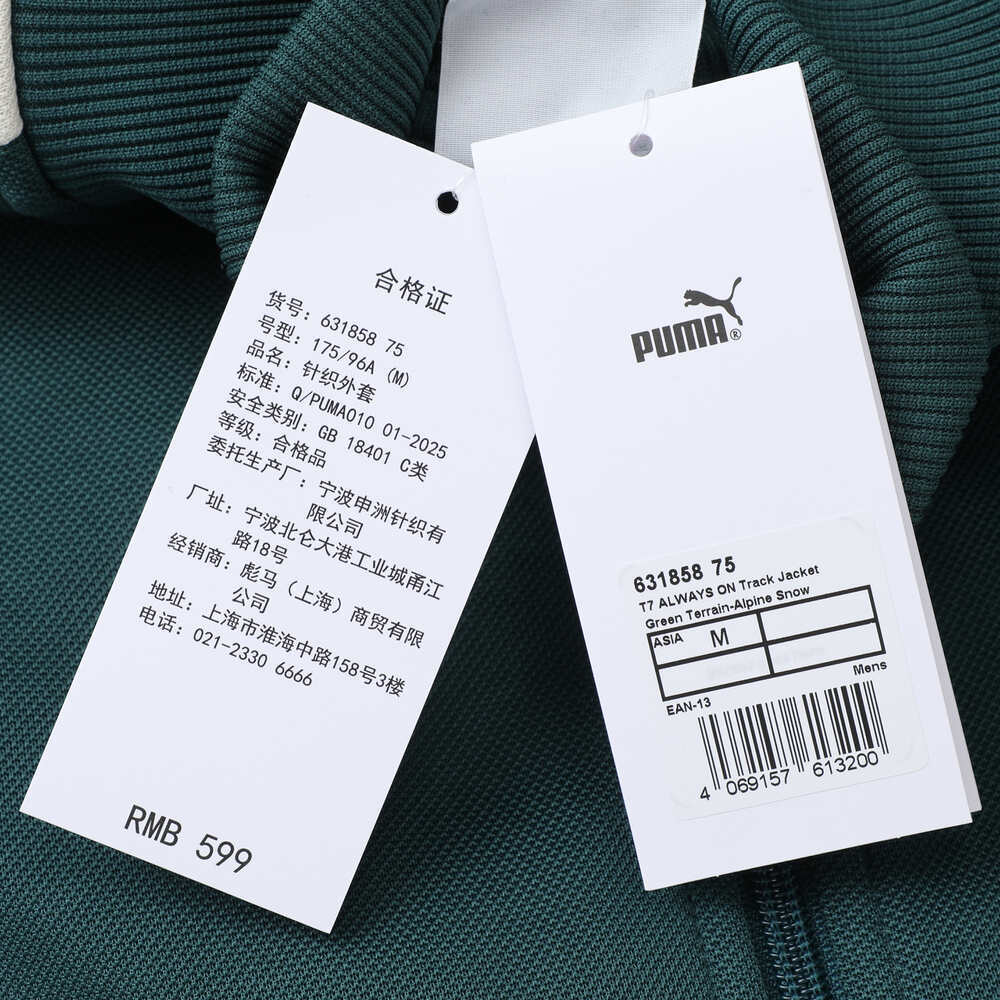 合格证
货号: 631858 75
号型: 175/96A (M)
品名: 针织外套
标准: Q/PUMA010 01-2025
安全类别: GB 18401 C类
等级: 合格品
委托生产厂: 宁波申洲针织有
限公司
厂址: 宁波北仑大港工业城甬江
路18号
经销商: 彪马（上海）商贸有限
公司
地址: 上海市淮海中路158号3楼
电话: 021-2330 6666
RMB 599
PUMA®
631858 75
T7 ALWAYS ON Track Jacket
Green Terrain-Alpine Snow
ASIA M
Mens
EAN-13
4 069157 613200